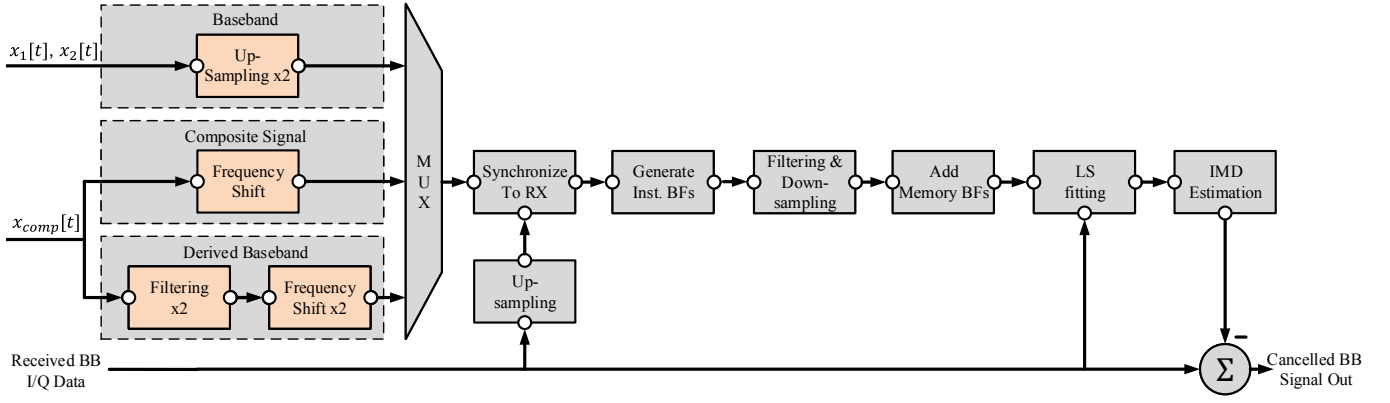 Baseband
x₁[t], x₂[t]
Up-
Sampling x2
Composite Signal
Frequency
Shift
x_comp[t]
Derived Baseband
Filtering
x2
Frequency
Shift x2
M
U
X
Synchronize
To RX
Generate
Inst. BFs
Filtering &
Down-
sampling
Add
Memory BFs
LS
fitting
IMD
Estimation
Up-
sampling
Received BB
I/Q Data
Σ
−
Cancelled BB
Signal Out